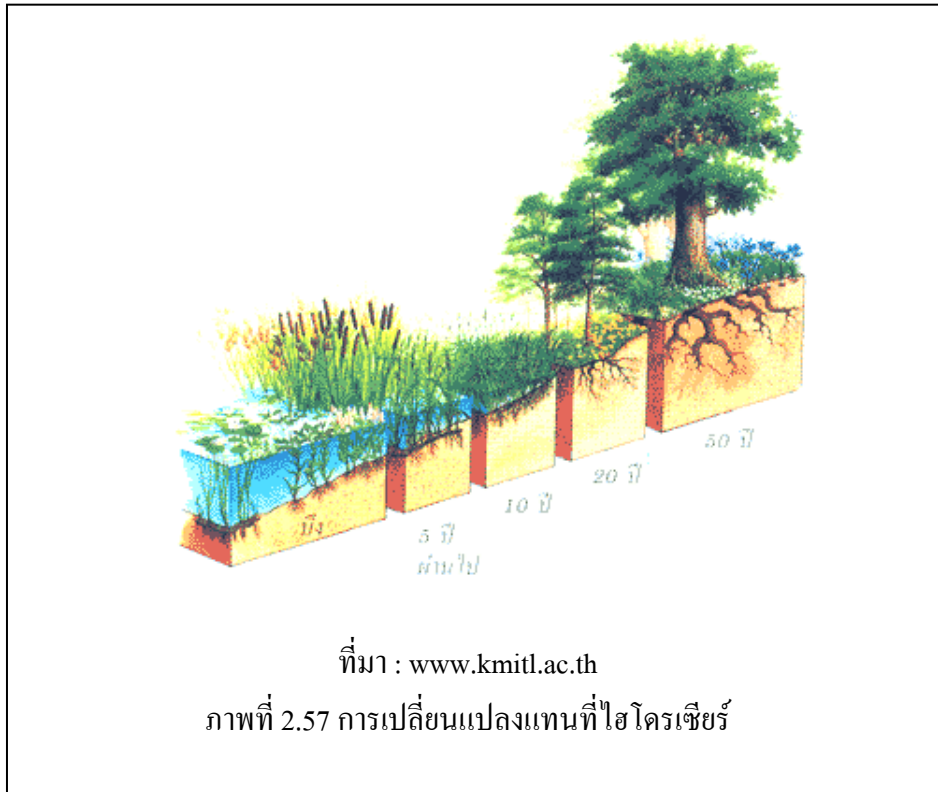 บึง
5 ปี
ผ่านไป
10 ปี
20 ปี
50 ปี
ที่มา : www.kmitl.ac.th
ภาพที่ 2.57 การเปลี่ยนแปลงแทนที่ไฮโดรเซียร์